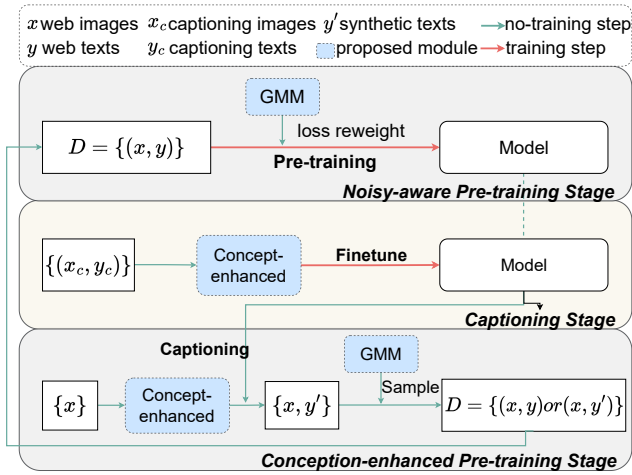 x web images x_c captioning images y′ synthetic texts no-training step
y web texts y_c captioning texts proposed module training step
GMM
loss reweight
D = {(x, y)}
Pre-training
Model
Noisy-aware Pre-training Stage
{(x_c, y_c)}
Concept-
enhanced
Finetune
Model
Captioning Stage
Captioning
GMM
Sample
{x}
Concept-
enhanced
{x, y′}
D = {(x, y)or(x, y′)}
Conception-enhanced Pre-training Stage